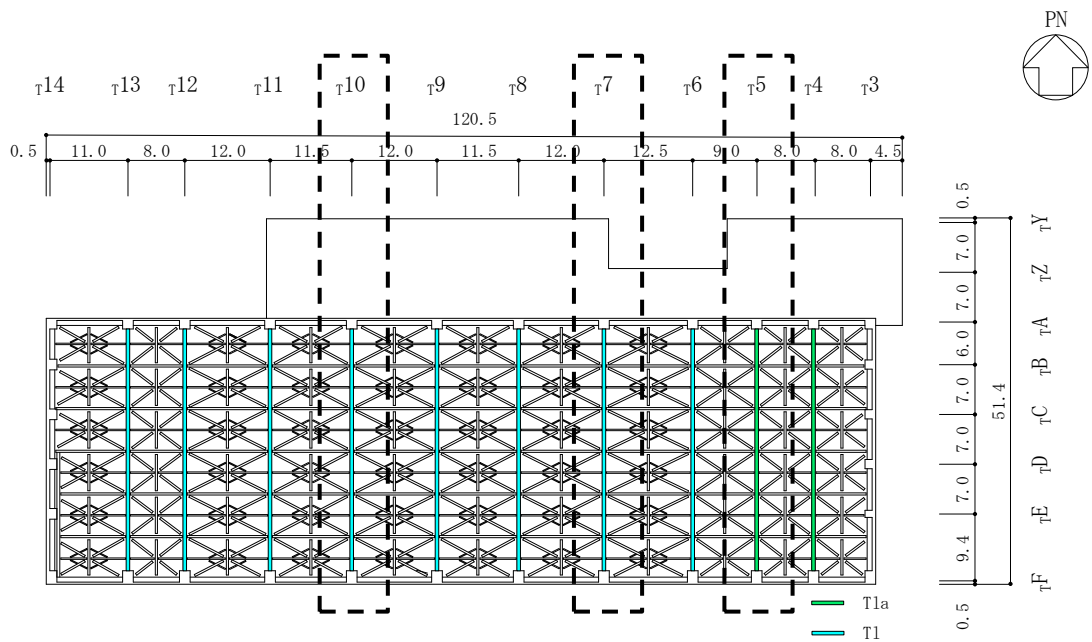 PN
T14 T13 T12 T11 T10 T9 T8 T7 T6 T5 T4 T3
120.5
0.5 11.0 8.0 12.0 11.5 12.0 11.5 12.0 12.5 9.0 8.0 8.0 4.5
0.5
TY
7.0
TZ
7.0
TA
6.0
TB
7.0
51.4
TC
7.0
TD
7.0
TE
9.4
TF
0.5
T1a
T1